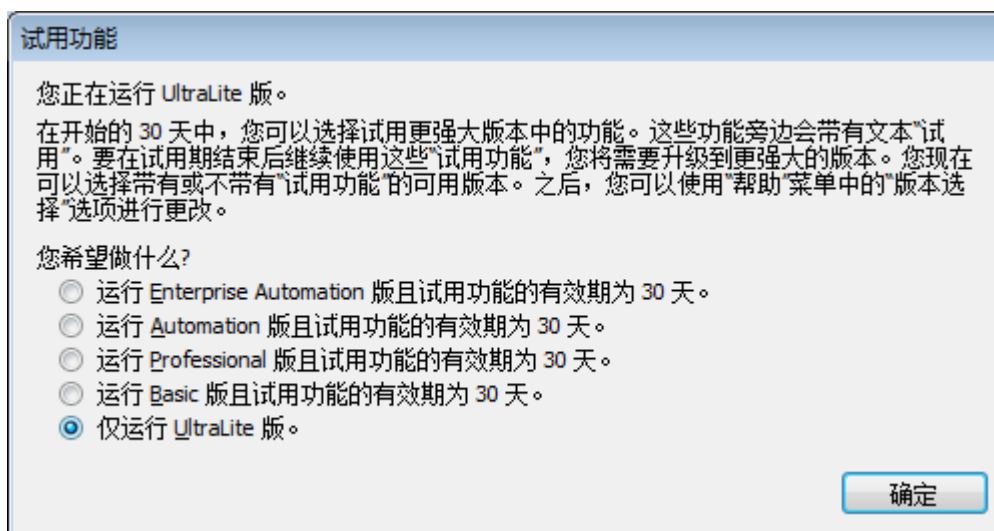 试用功能
您正在运行 UltraLite 版。
在开始的 30 天中，您可以选择试用更强大版本中的功能。这些功能旁边会带有文本"试
用"。要在试用期结束后继续使用这些"试用功能"，您将需要升级到更强大的版本。您现在
可以选择带有或不带有"试用功能"的可用版本。之后，您可以使用"帮助"菜单中的"版本选
择"选项进行更改。
您希望做什么?
运行 Enterprise Automation 版且试用功能的有效期为 30 天。
运行 Automation 版且试用功能的有效期为 30 天。
运行 Professional 版且试用功能的有效期为 30 天。
运行 Basic 版且试用功能的有效期为 30 天。
仅运行 UltraLite 版。
确定